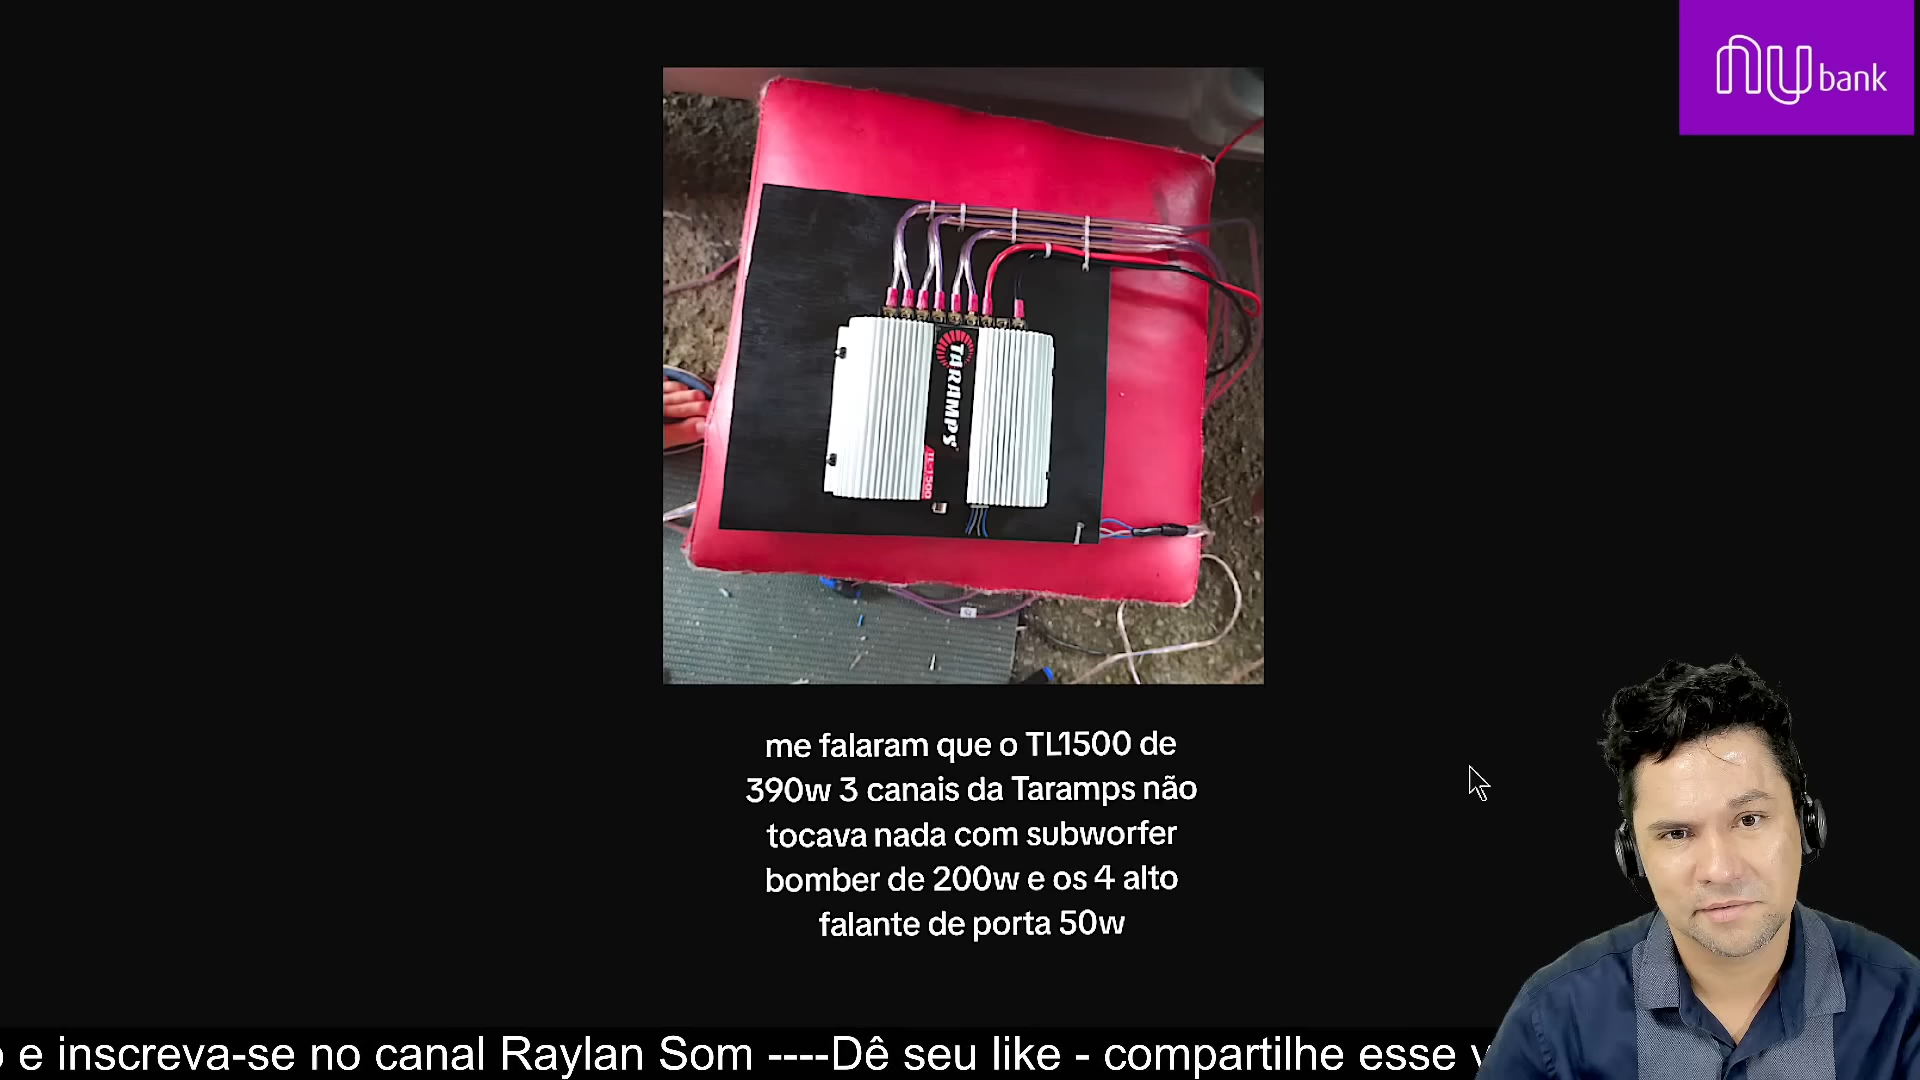 nu bank
TARAMPS
TL-1500
me falaram que o TL1500 de
390w 3 canais da Taramps não
tocava nada com subworfer
bomber de 200w e os 4 alto
falante de porta 50w
e inscreva-se no canal Raylan Som ----Dê seu like - compartilhe esse